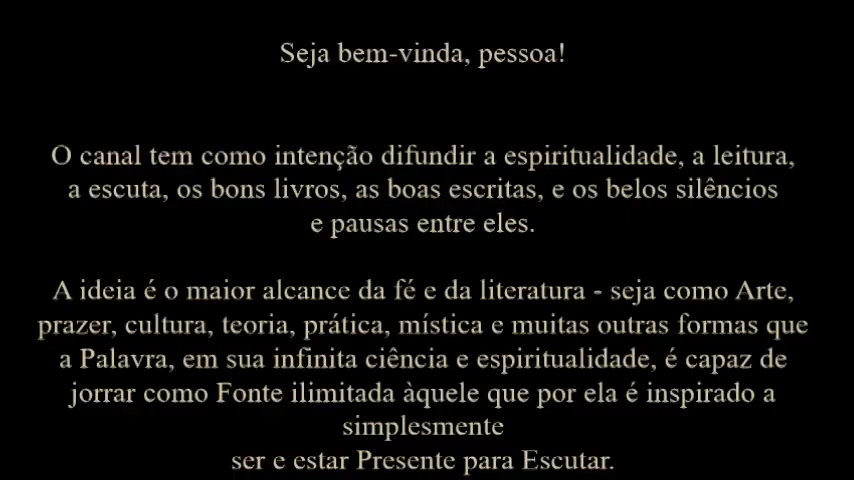 Seja bem-vinda, pessoa!
O canal tem como intenção difundir a espiritualidade, a leitura,
a escuta, os bons livros, as boas escritas, e os belos silêncios
e pausas entre eles.
A ideia é o maior alcance da fé e da literatura - seja como Arte,
prazer, cultura, teoria, prática, mística e muitas outras formas que
a Palavra, em sua infinita ciência e espiritualidade, é capaz de
jorrar como Fonte ilimitada àquele que por ela é inspirado a
simplesmente
ser e estar Presente para Escutar.